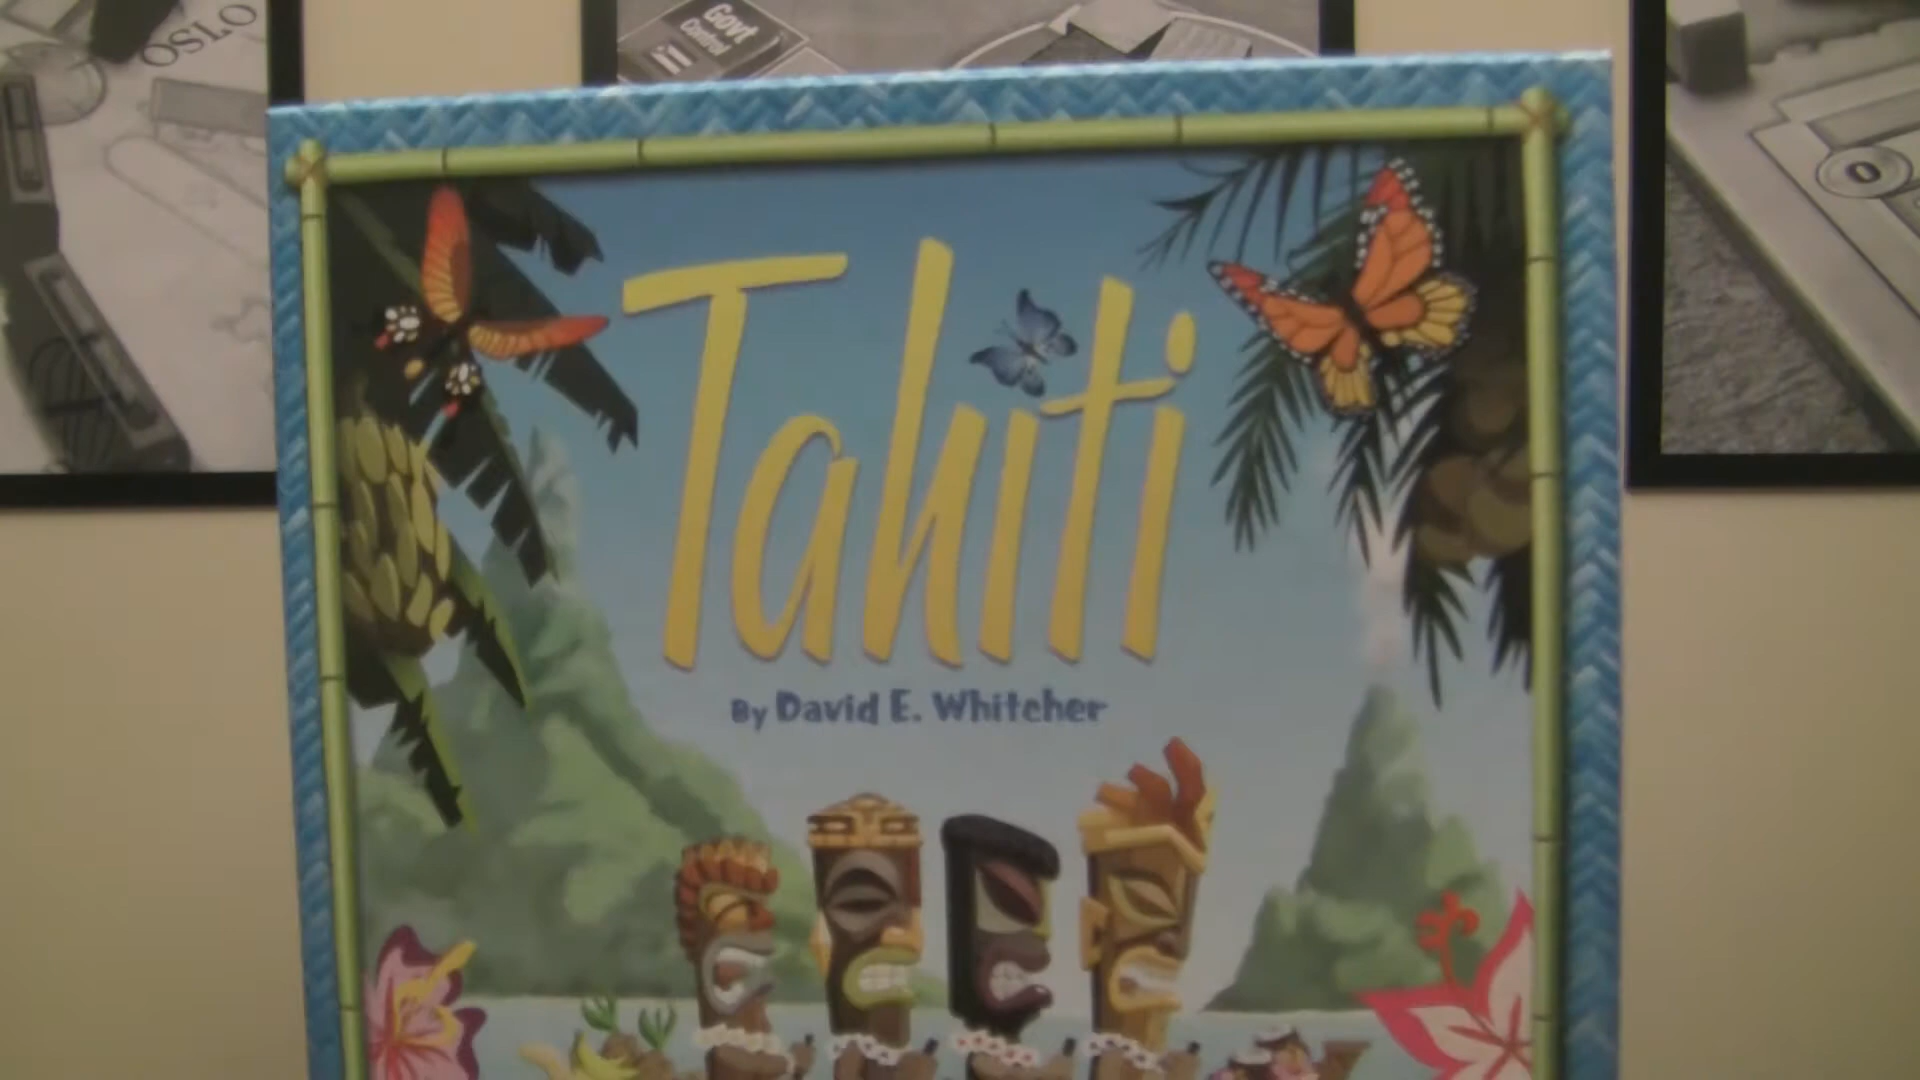 OSLO
Govt
Control
Tahiti
By David E. Whitcher